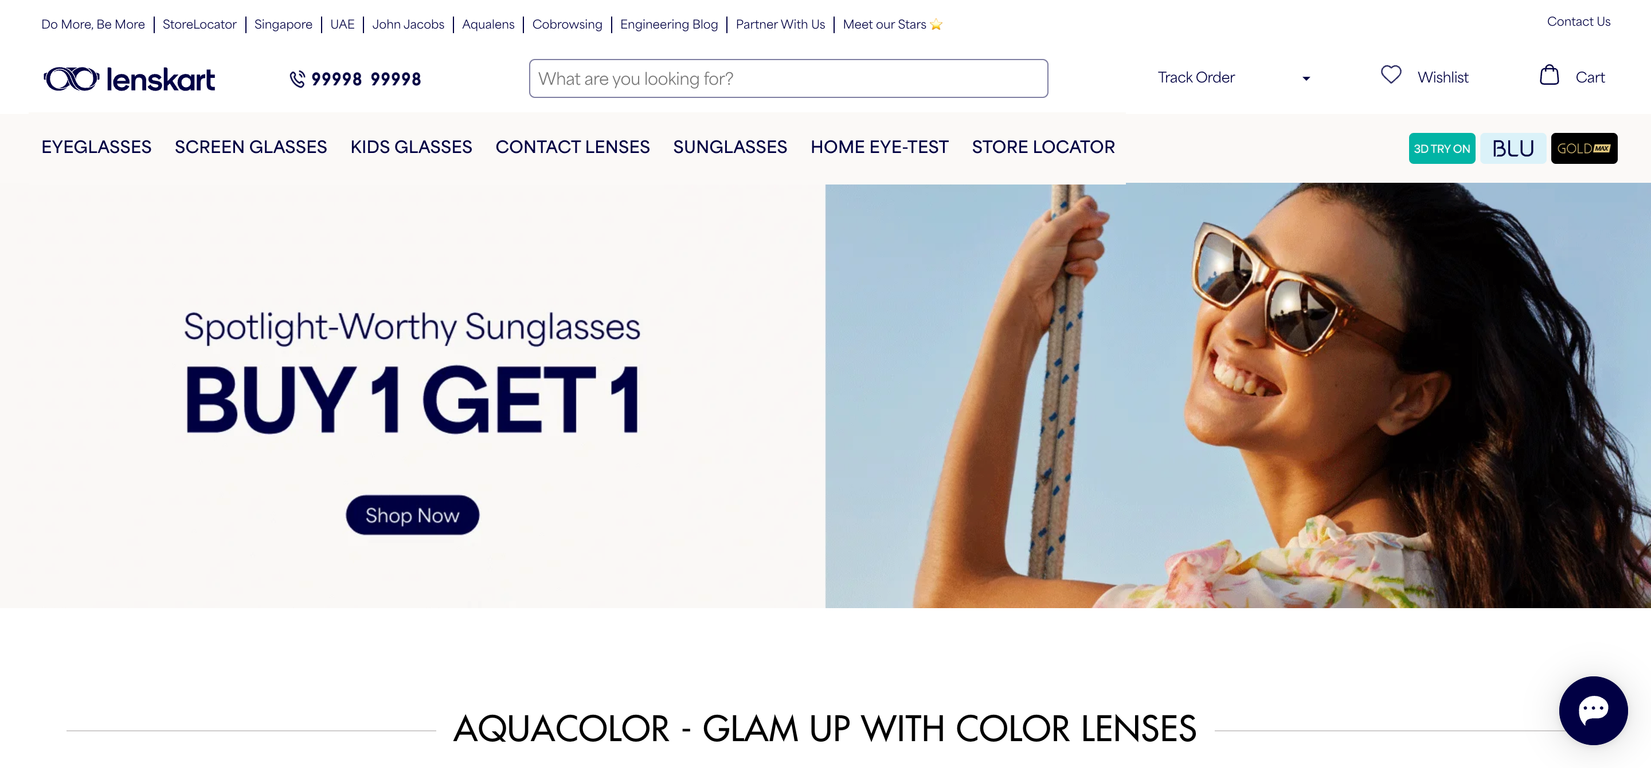 Do More, Be More | StoreLocator | Singapore | UAE | John Jacobs | Aqualens | Cobrowsing | Engineering Blog | Partner With Us | Meet our Stars ⭐ Contact Us
lenskart 99998 99998 What are you looking for? Track Order Wishlist Cart
EYEGLASSES SCREEN GLASSES KIDS GLASSES CONTACT LENSES SUNGLASSES HOME EYE-TEST STORE LOCATOR 3D TRY ON BLU GOLD MAX
Spotlight-Worthy Sunglasses
BUY 1 GET 1
Shop Now
AQUACOLOR - GLAM UP WITH COLOR LENSES